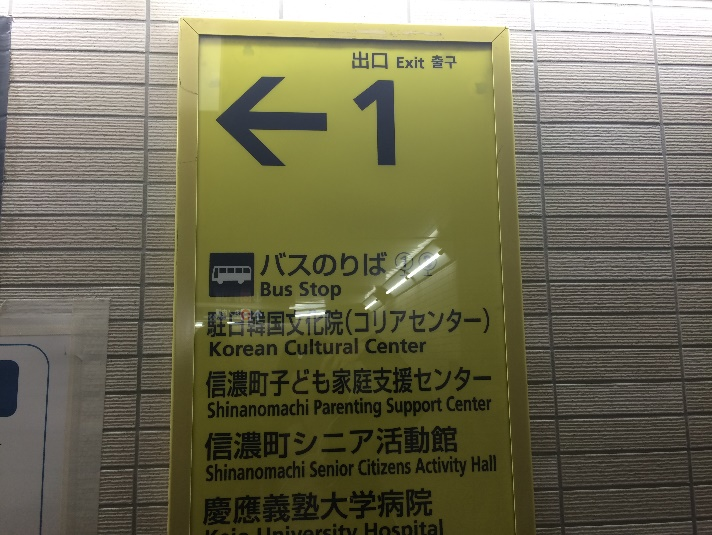 出口 Exit 출구
← 1
バスのりば ① ②
Bus Stop
駐日韓国文化院(コリアセンター)
Korean Cultural Center
信濃町子ども家庭支援センター
Shinanomachi Parenting Support Center
信濃町シニア活動館
Shinanomachi Senior Citizens Activity Hall
慶應義塾大学病院
Keio University Hospital